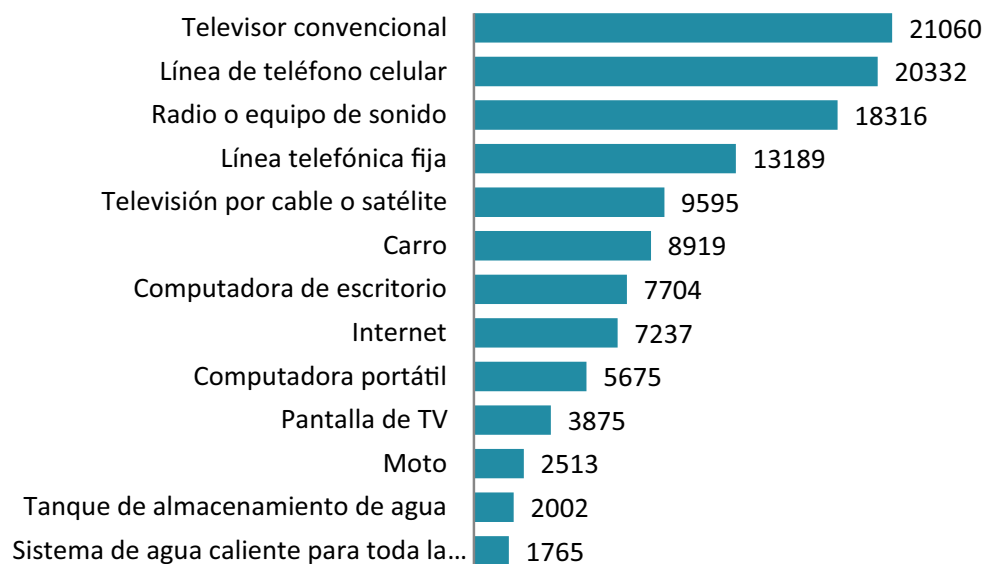 Televisor convencional 21060
Línea de teléfono celular 20332
Radio o equipo de sonido 18316
Línea telefónica fija 13189
Televisión por cable o satélite 9595
Carro 8919
Computadora de escritorio 7704
Internet 7237
Computadora portátil 5675
Pantalla de TV 3875
Moto 2513
Tanque de almacenamiento de agua 2002
Sistema de agua caliente para toda la... 1765